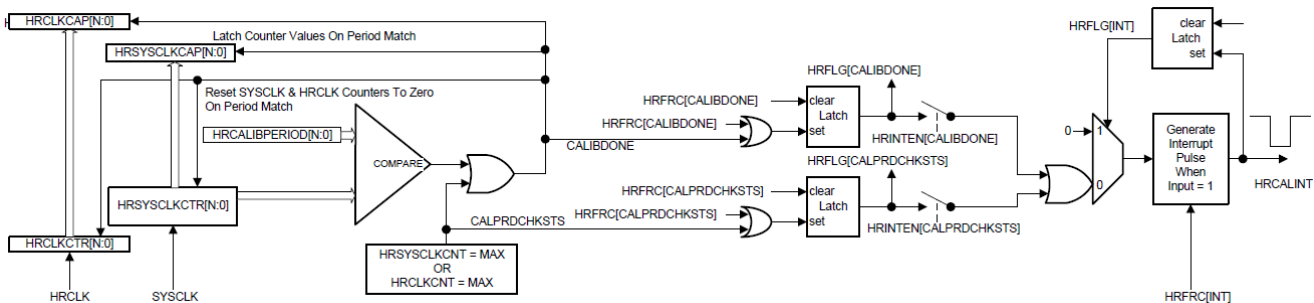 HRCLKCAP[N:0]
Latch Counter Values On Period Match
HRSYSCLKCAP[N:0]
Reset SYSCLK & HRCLK Counters To Zero
On Period Match
HRCALIBPERIOD[N:0]
COMPARE
HRSYSCLKCTR[N:0]
HRCLKCTR[N:0]
HRCLK
SYSCLK
CALIBDONE
CALPRDCHKSTS
HRSYSCLKCNT = MAX
OR
HRCLKCNT = MAX
HRFRC[CALIBDONE]
HRFRC[CALIBDONE]
clear
Latch
set
HRFLG[CALIBDONE]
HRINTEN[CALIBDONE]
HRFRC[CALPRDCHKSTS]
HRFRC[CALPRDCHKSTS]
clear
Latch
set
HRFLG[CALPRDCHKSTS]
HRINTEN[CALPRDCHKSTS]
HRFLG[INT]
clear
Latch
set
0
1
0
Generate
Interrupt
Pulse
When
Input = 1
HRCALINT
HRFRC[INT]